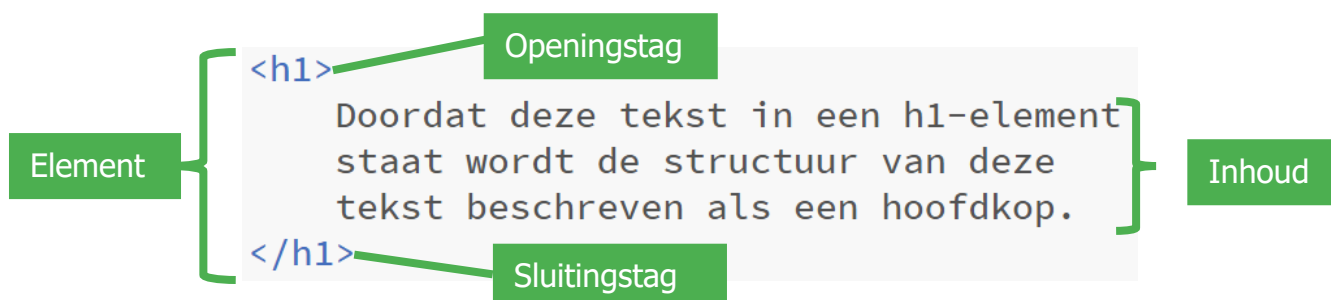 Openingstag
<h1>
Doordat deze tekst in een h1-element
Element
staat wordt de structuur van deze
Inhoud
tekst beschreven als een hoofdkop.
</h1>
Sluitingstag